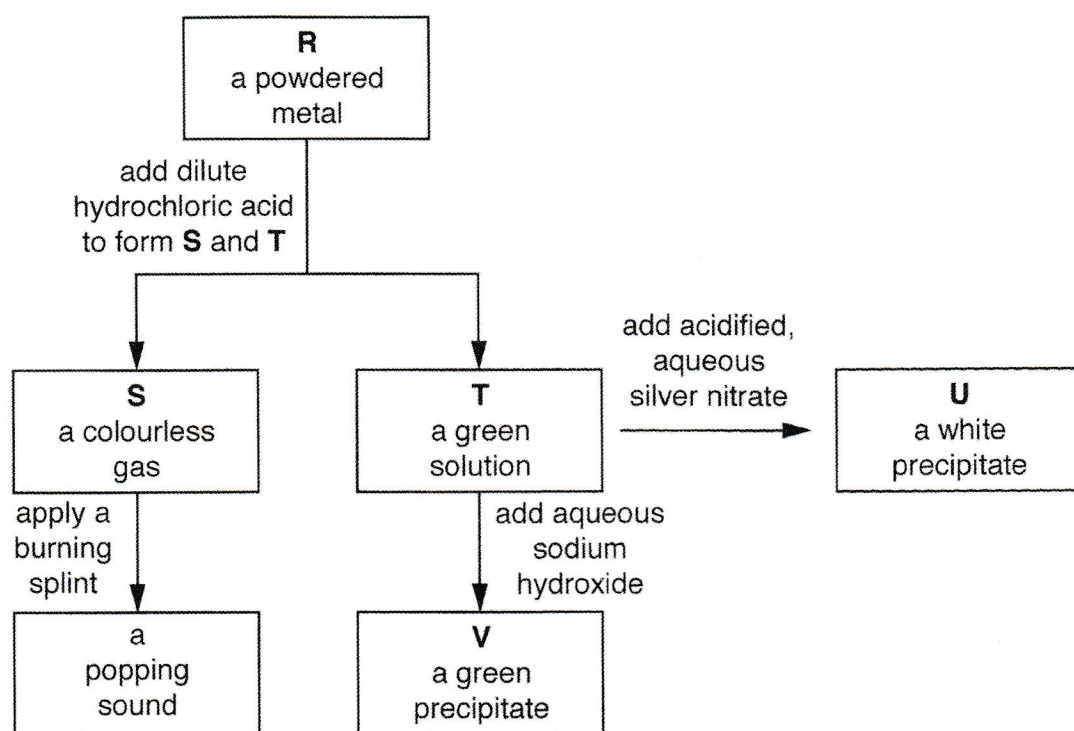 R
a powdered
metal
add dilute
hydrochloric acid
to form S and T
S
a colourless
gas
T
a green
solution
add acidified,
aqueous
silver nitrate
U
a white
precipitate
apply a
burning
splint
add aqueous
sodium
hydroxide
a
popping
sound
V
a green
precipitate